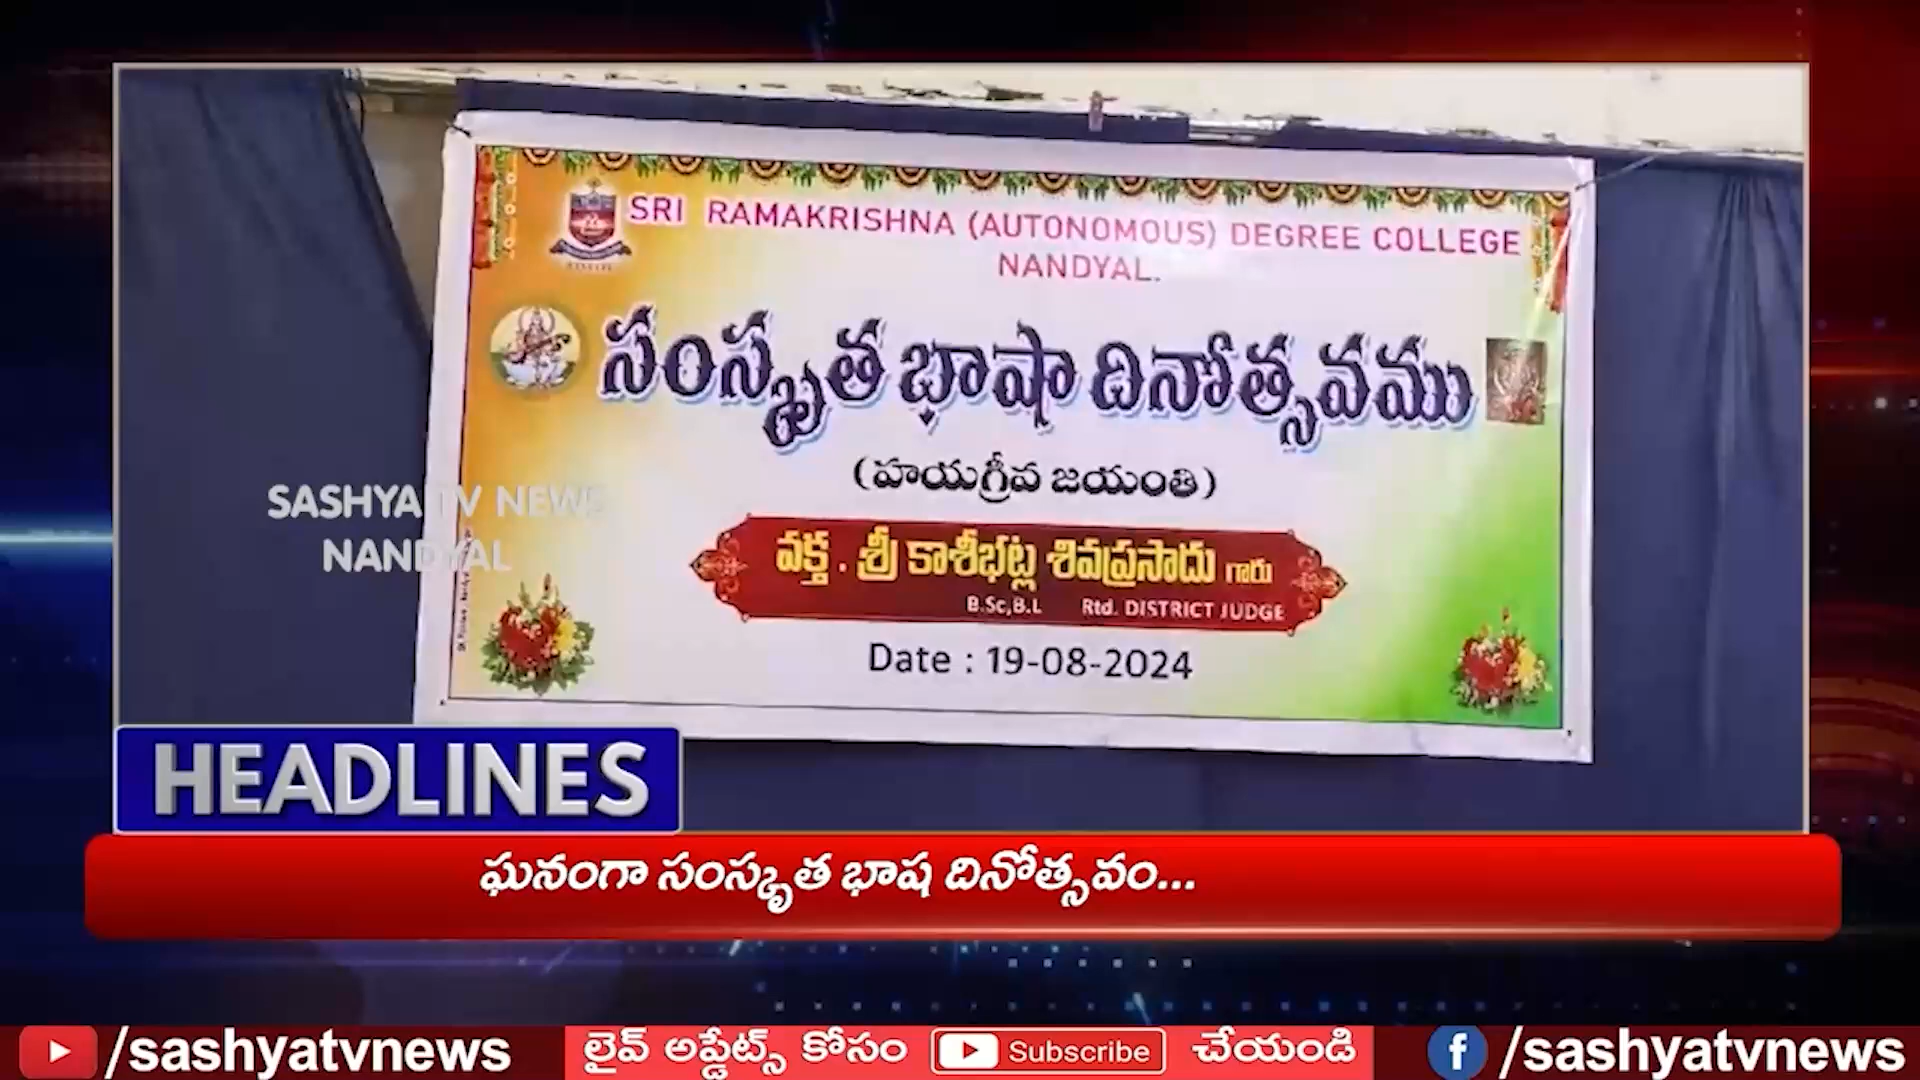 SRI RAMAKRISHNA (AUTONOMOUS) DEGREE COLLEGE
NANDYAL.
సంస్కృత భాషా దినోత్సవము
(హయగ్రీవ జయంతి)
SASHYA TV NEWS
NANDYAL
వక్త . శ్రీ కాశీభట్ల శివప్రసాదు గారు
B.Sc,B.L Rtd. DISTRICT JUDGE
Date : 19-08-2024
HEADLINES
ఘనంగా సంస్కృత భాష దినోత్సవం...
/sashyatvnews లైవ్ అప్డేట్స్ కోసం Subscribe చేయండి /sashyatvnews